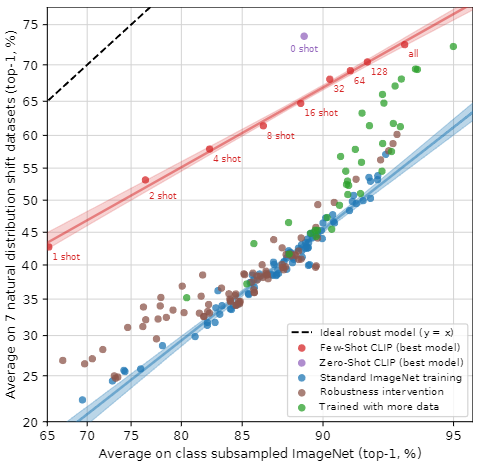 75
70
65
60
55
50
45
40
35
30
25
20
65
70
75
80
85
90
95
Average on 7 natural distribution shift datasets (top-1, %)
Average on class subsampled ImageNet (top-1, %)
0 shot
all
128
64
32
16 shot
8 shot
4 shot
2 shot
1 shot
Ideal robust model (y = x)
Few-Shot CLIP (best model)
Zero-Shot CLIP (best model)
Standard ImageNet training
Robustness intervention
Trained with more data